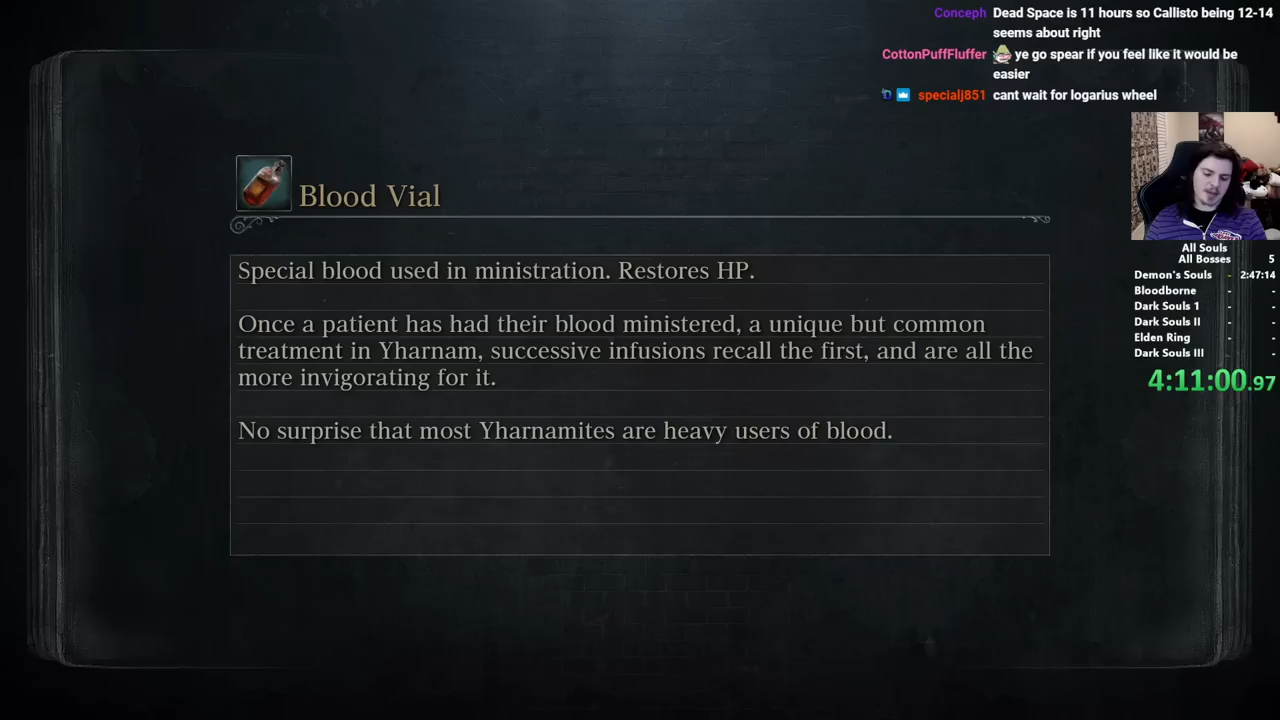 Conceph Dead Space is 11 hours so Callisto being 12-14
seems about right
CottonPuffFluffer ye go spear if you feel like it would be
easier
specialj851 cant wait for logarius wheel
Blood Vial
Special blood used in ministration. Restores HP.
Once a patient has had their blood ministered, a unique but common
treatment in Yharnam, successive infusions recall the first, and are all the
more invigorating for it.
No surprise that most Yharnamites are heavy users of blood.
All Souls
All Bosses 5
Demon's Souls - 2:47:14
Bloodborne - -
Dark Souls 1 - -
Dark Souls II - -
Elden Ring - -
Dark Souls III - -
4:11:00.97